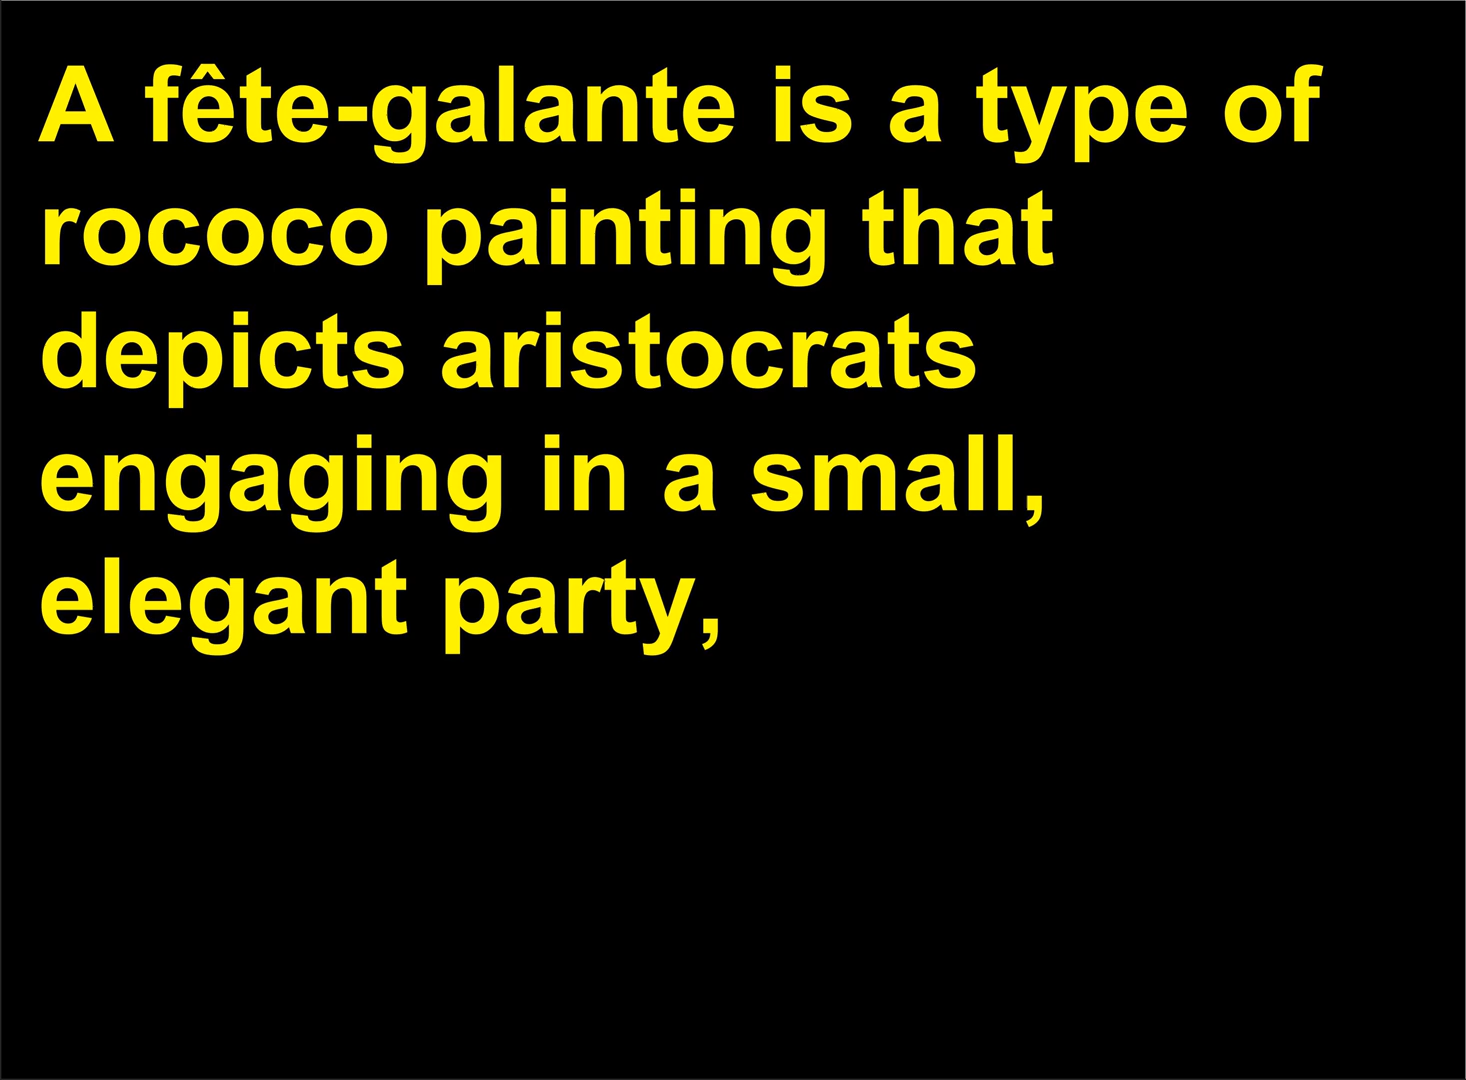 A fête-galante is a type of
rococo painting that
depicts aristocrats
engaging in a small,
elegant party,